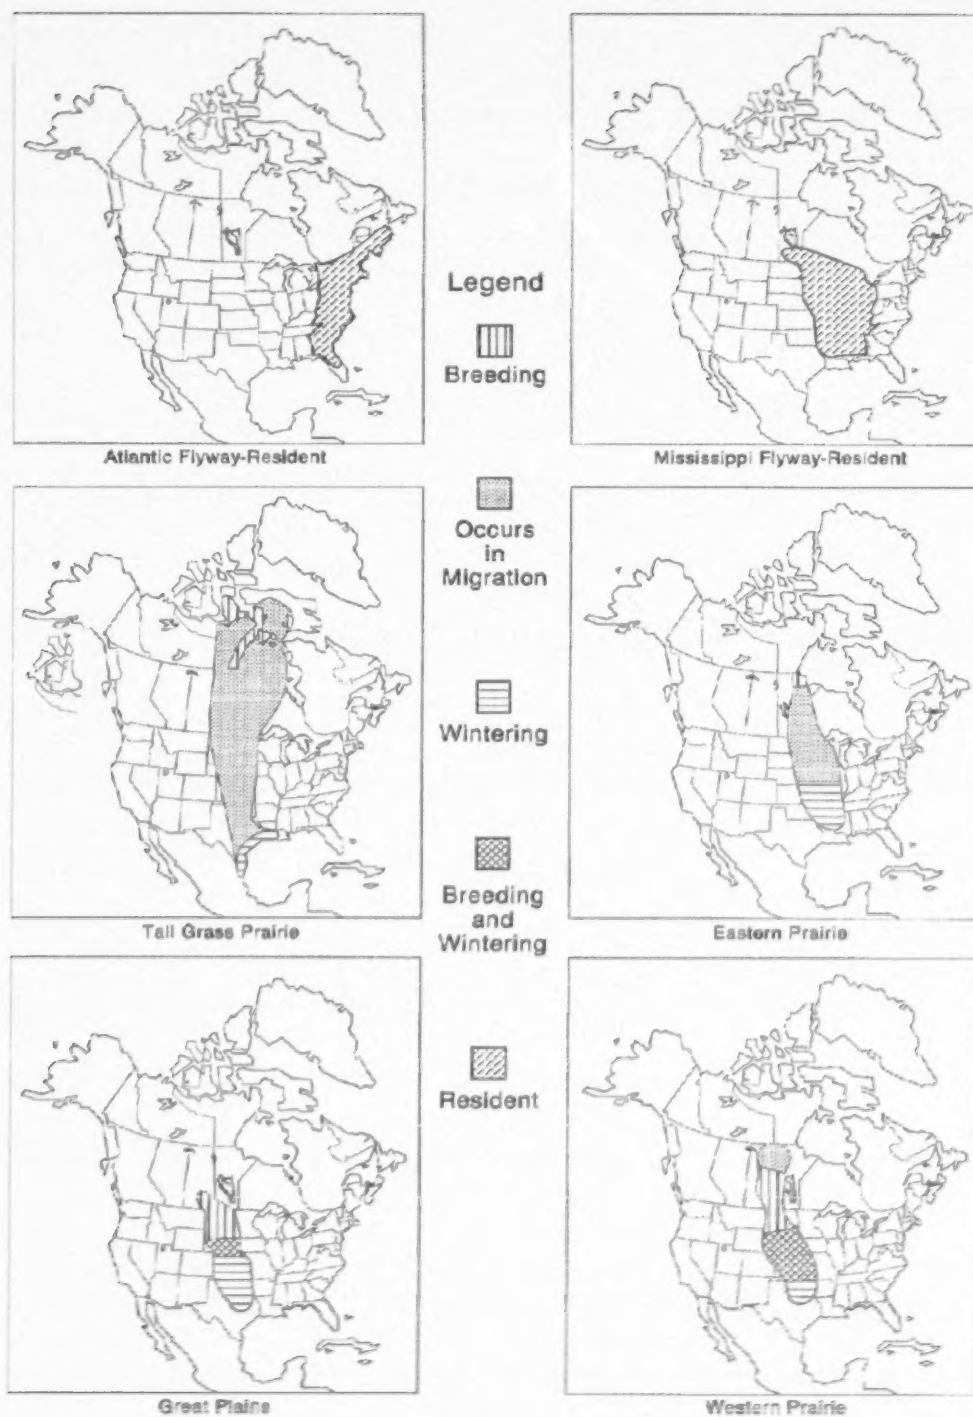 Legend
Breeding
Atlantic Flyway-Resident
Mississippi Flyway-Resident
Occurs
in
Migration
Wintering
Breeding
and
Wintering
Tall Grass Prairie
Eastern Prairie
Resident
Great Plains
Western Prairie